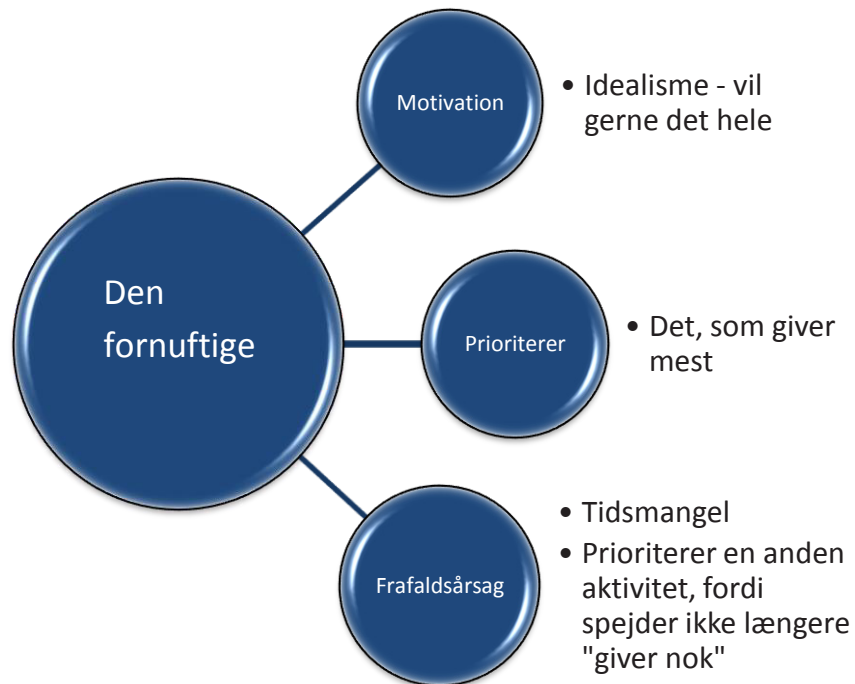 Den
fornuftige
Motivation
• Idealisme - vil
gerne det hele
Prioriterer
• Det, som giver
mest
Frafaldsårsag
• Tidsmangel
• Prioriterer en anden
aktivitet, fordi
spejder ikke længere
"giver nok"